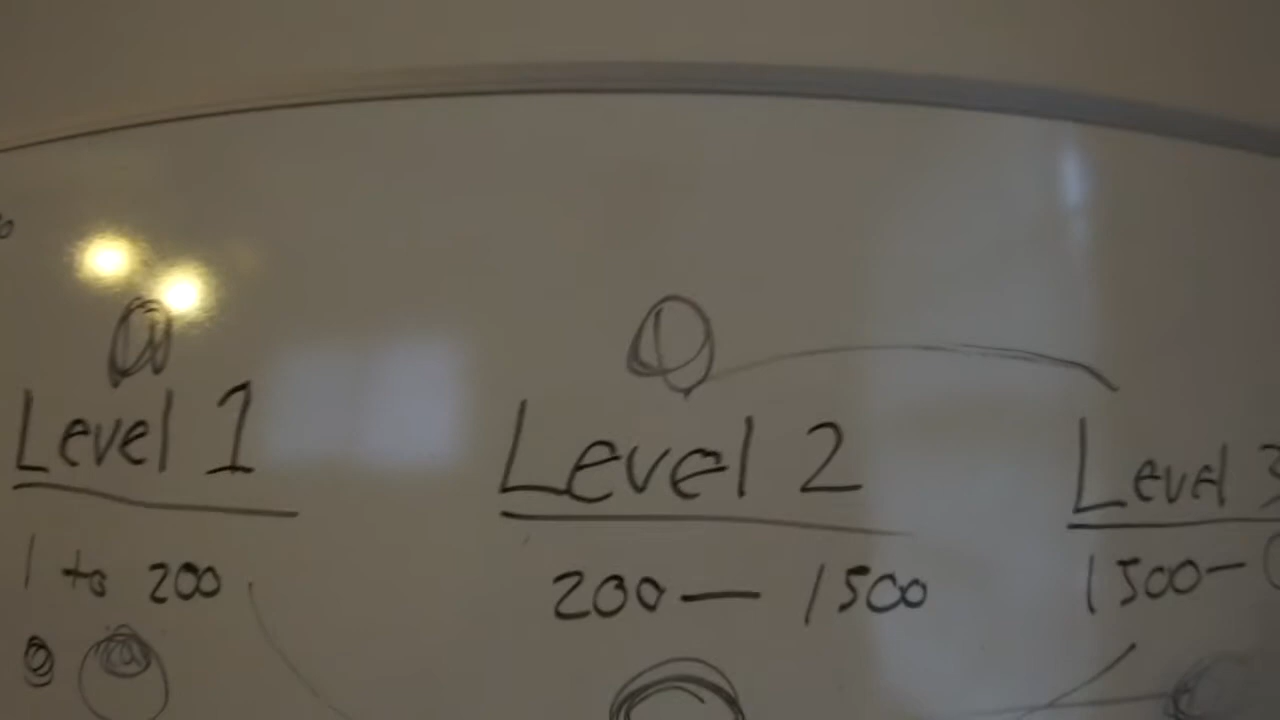 Level 1
1 to 200
Level 2
200 — 1500
Level 3
1500 —